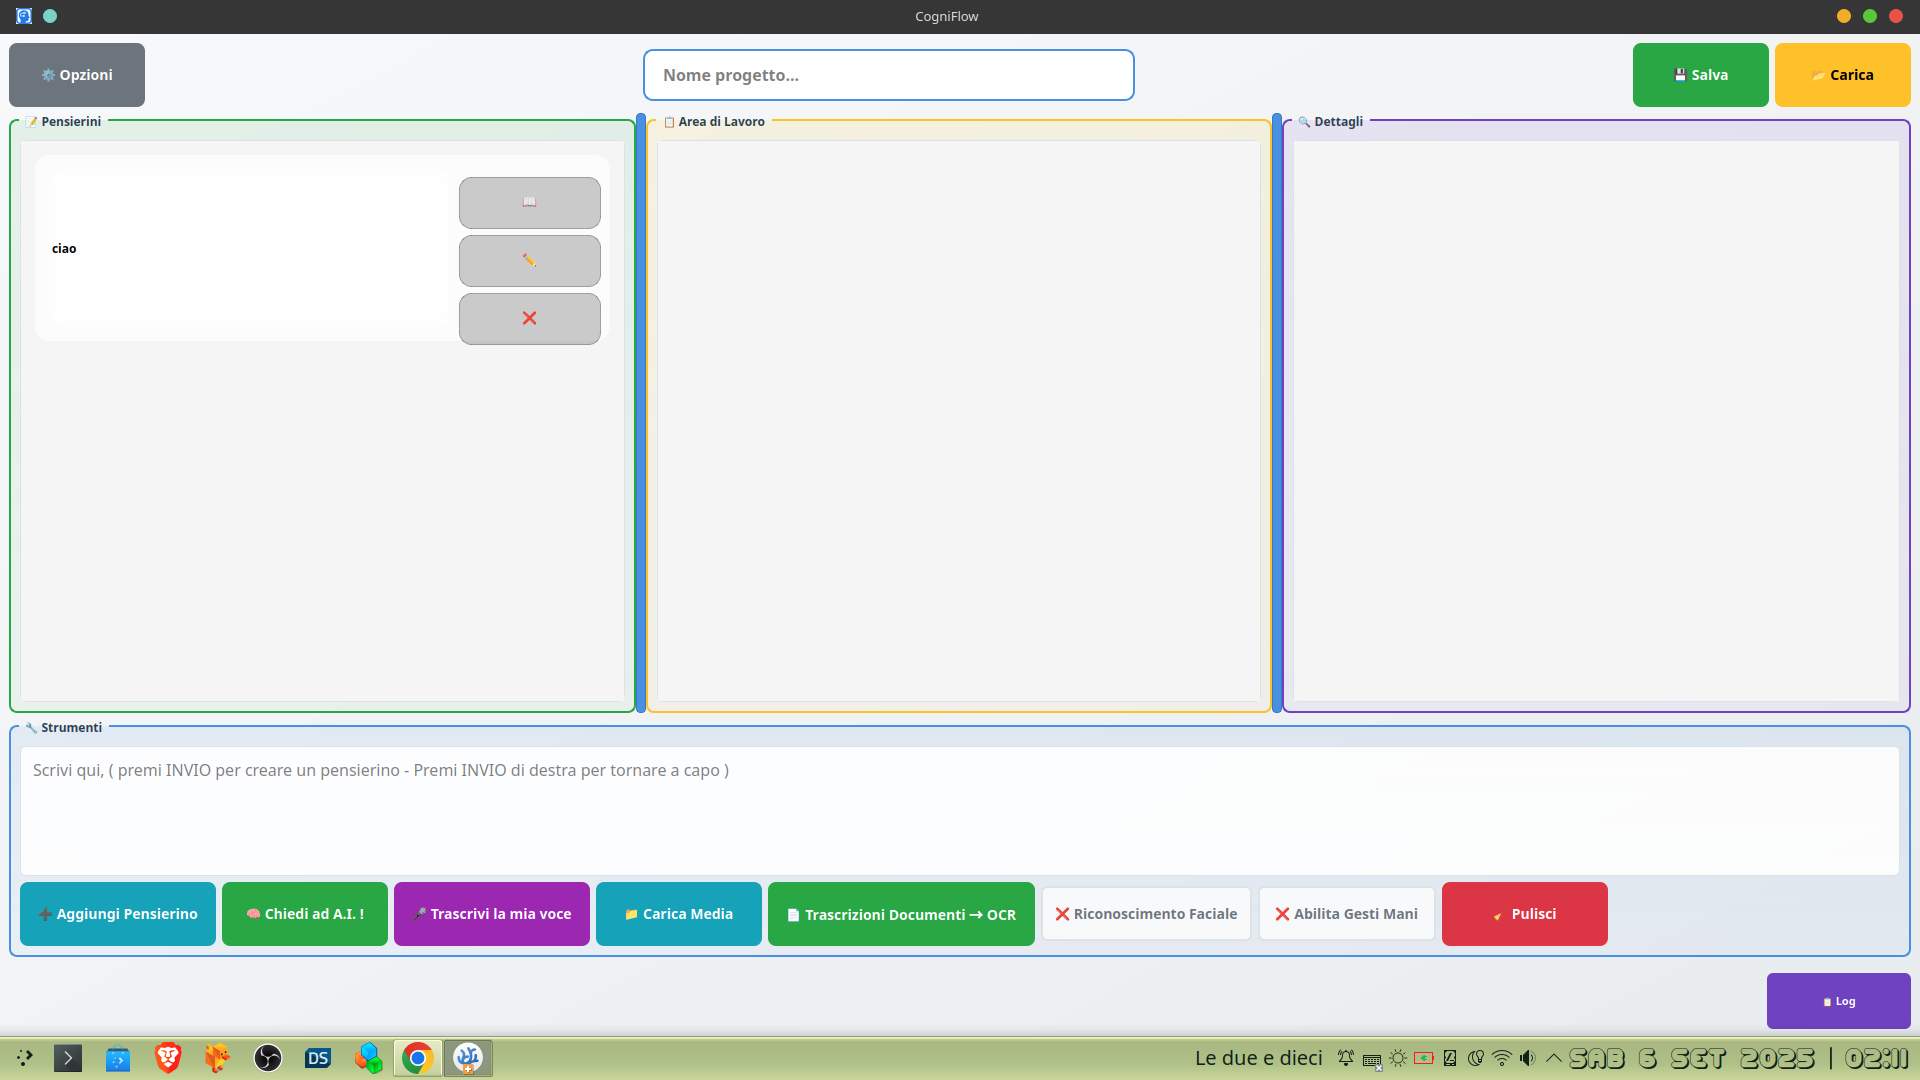 CogniFlow
Opzioni
Nome progetto...
Salva
Carica
Pensierini
Area di Lavoro
Dettagli
ciao
Strumenti
Scrivi qui, ( premi INVIO per creare un pensierino - Premi INVIO di destra per tornare a capo )
Aggiungi Pensierino
Chiedi ad A.I. !
Trascrivi la mia voce
Carica Media
Trascrizioni Documenti → OCR
Riconoscimento Faciale
Abilita Gesti Mani
Pulisci
Log
DS
Le due e dieci
SAB 6 SET 2025 | 02:11